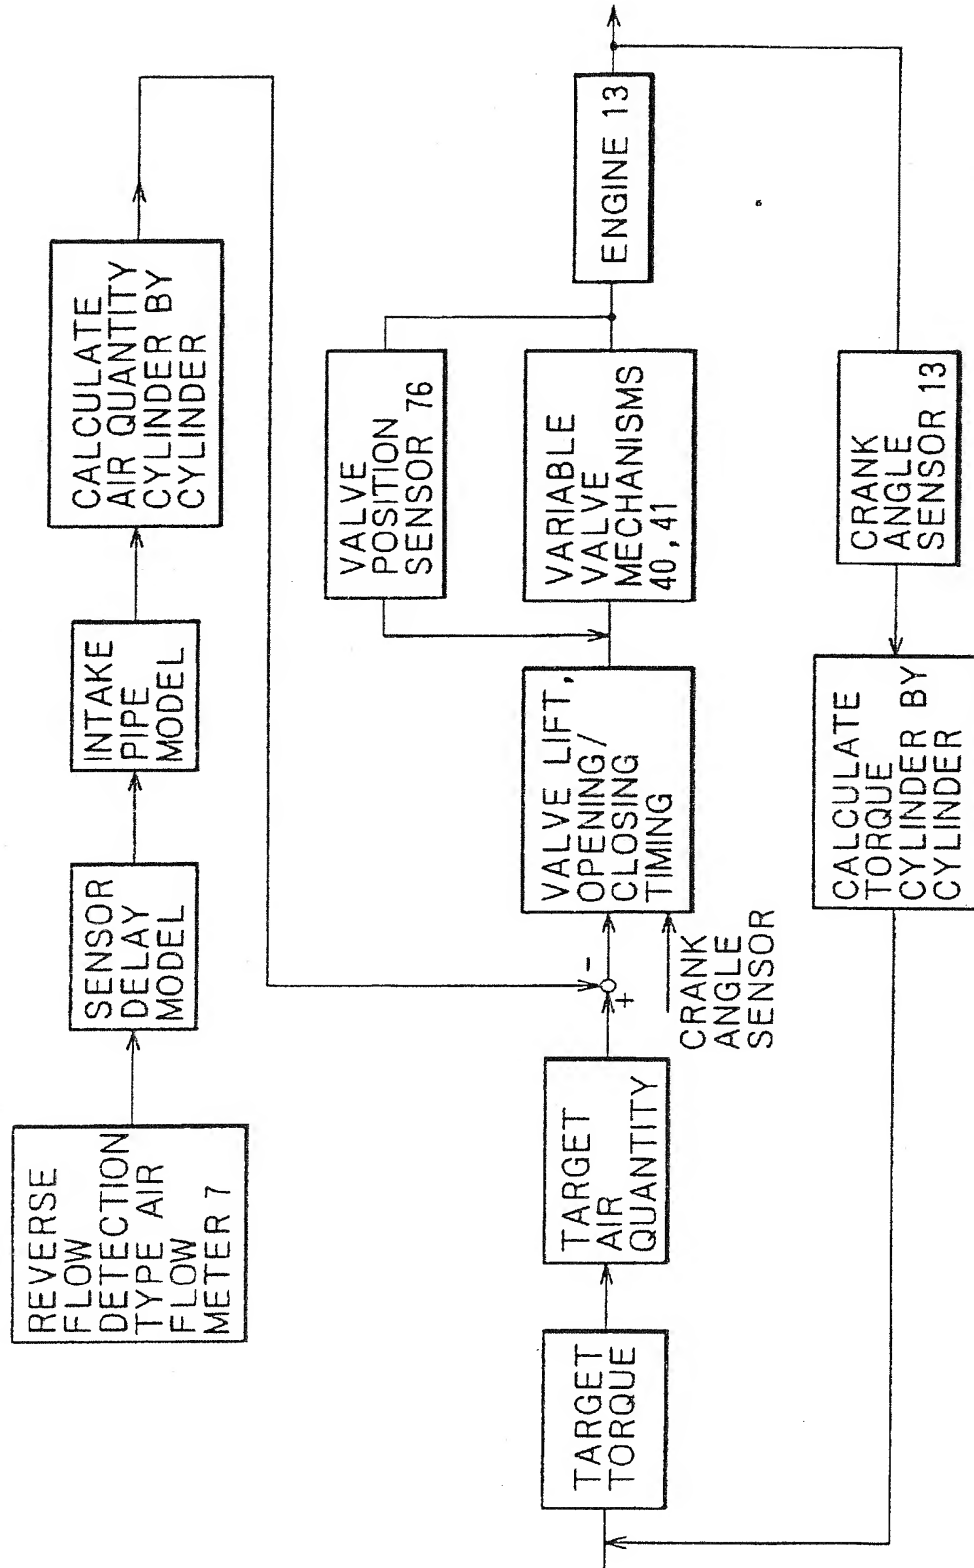 REVERSE
FLOW
DETECTION
TYPE AIR
FLOW
METER 7
SENSOR
DELAY
MODEL
INTAKE
PIPE
MODEL
CALCULATE
AIR QUANTITY
CYLINDER BY
CYLINDER
VALVE
POSITION
SENSOR 76
TARGET
TORQUE
TARGET
AIR
QUANTITY
+
-
CRANK
ANGLE
SENSOR
VALVE LIFT,
OPENING/
CLOSING
TIMING
VARIABLE
VALVE
MECHANISMS
40, 41
ENGINE 13
CALCULATE
TORQUE
CYLINDER BY
CYLINDER
CRANK
ANGLE
SENSOR 13